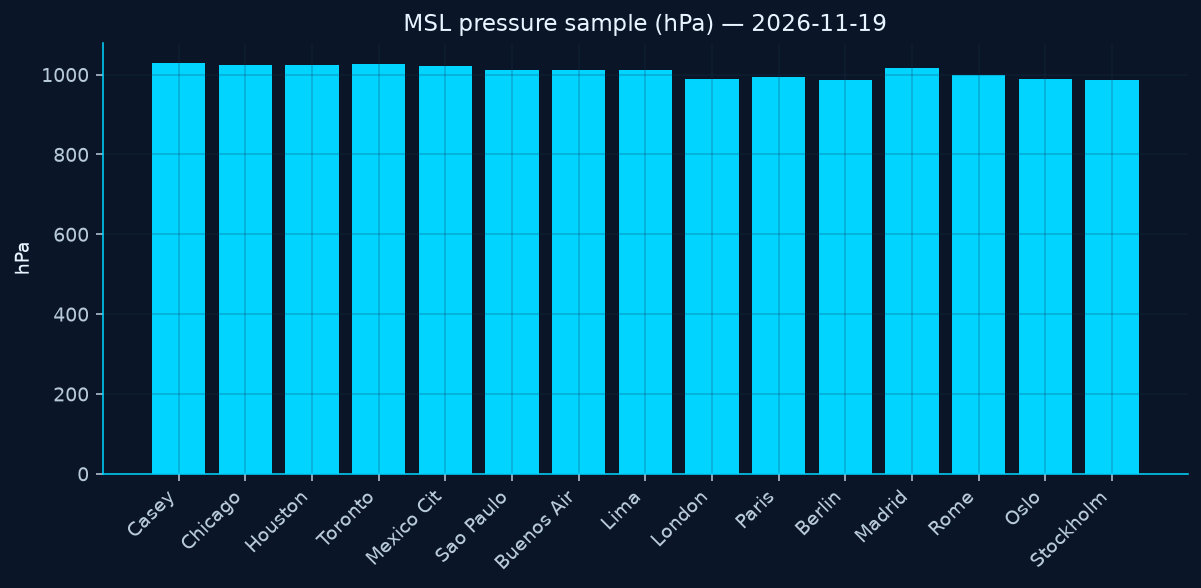 MSL pressure sample (hPa) — 2026-11-19
hPa
1000
800
600
400
200
0
Casey
Chicago
Houston
Toronto
Mexico Cit
Sao Paulo
Buenos Air
Lima
London
Paris
Berlin
Madrid
Rome
Oslo
Stockholm